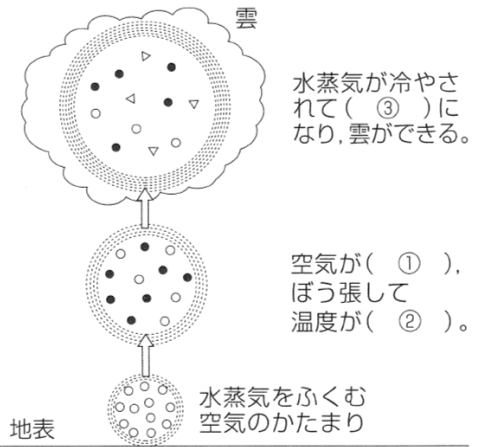 雲
水蒸気が冷やさ
れて( ③ )に
なり,雲ができる。
空気が( ① ),
ぼう張して
温度が( ② )。
水蒸気をふくむ
空気のかたまり
地表